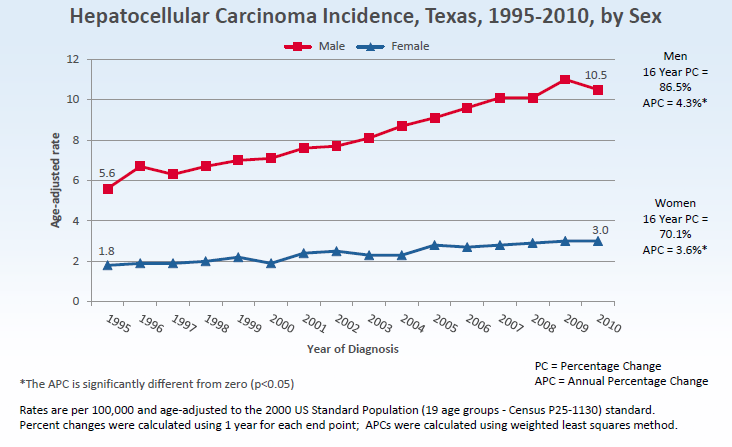 Hepatocellular Carcinoma Incidence, Texas, 1995-2010, by Sex
Male Female
12
10
8
6
4
2
0
Age-adjusted rate
5.6
10.5
1.8
3.0
1995 1996 1997 1998 1999 2000 2001 2002 2003 2004 2005 2006 2007 2008 2009 2010
Year of Diagnosis
Men
16 Year PC =
86.5%
APC = 4.3%*
Women
16 Year PC =
70.1%
APC = 3.6%*
PC = Percentage Change
APC = Annual Percentage Change
*The APC is significantly different from zero (p<0.05)
Rates are per 100,000 and age-adjusted to the 2000 US Standard Population (19 age groups - Census P25-1130) standard.
Percent changes were calculated using 1 year for each end point; APCs were calculated using weighted least squares method.